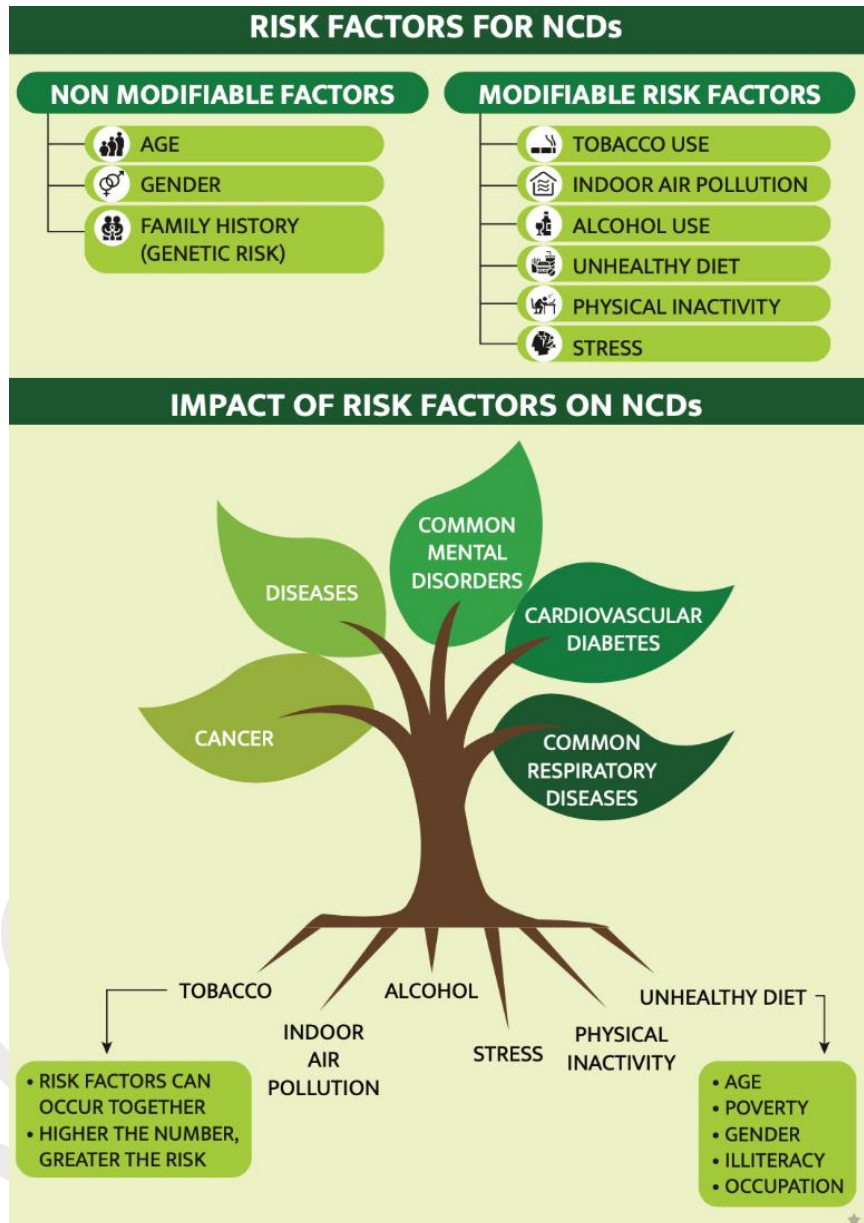 RISK FACTORS FOR NCDs
NON MODIFIABLE FACTORS
AGE
GENDER
FAMILY HISTORY
(GENETIC RISK)
MODIFIABLE RISK FACTORS
TOBACCO USE
INDOOR AIR POLLUTION
ALCOHOL USE
UNHEALTHY DIET
PHYSICAL INACTIVITY
STRESS
IMPACT OF RISK FACTORS ON NCDs
COMMON
MENTAL
DISORDERS
DISEASES
CARDIOVASCULAR
DIABETES
CANCER
COMMON
RESPIRATORY
DISEASES
TOBACCO
INDOOR
AIR
POLLUTION
ALCOHOL
STRESS
PHYSICAL
INACTIVITY
UNHEALTHY DIET
• RISK FACTORS CAN
OCCUR TOGETHER
• HIGHER THE NUMBER,
GREATER THE RISK
• AGE
• POVERTY
• GENDER
• ILLITERACY
• OCCUPATION